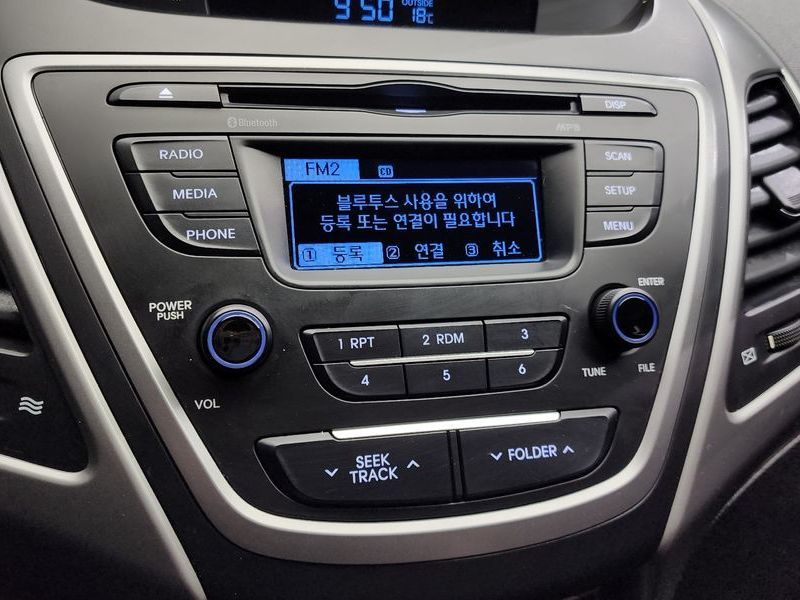 9:50 OUTSIDE 18℃
DISP
Bluetooth
MP3
RADIO
MEDIA
PHONE
FM2 CD
블루투스 사용을 위하여
등록 또는 연결이 필요합니다
① 등록 ② 연결 ③ 취소
SCAN
SETUP
MENU
POWER
PUSH
VOL
1 RPT 2 RDM 3
4 5 6
ENTER
TUNE FILE
SEEK
TRACK
FOLDER